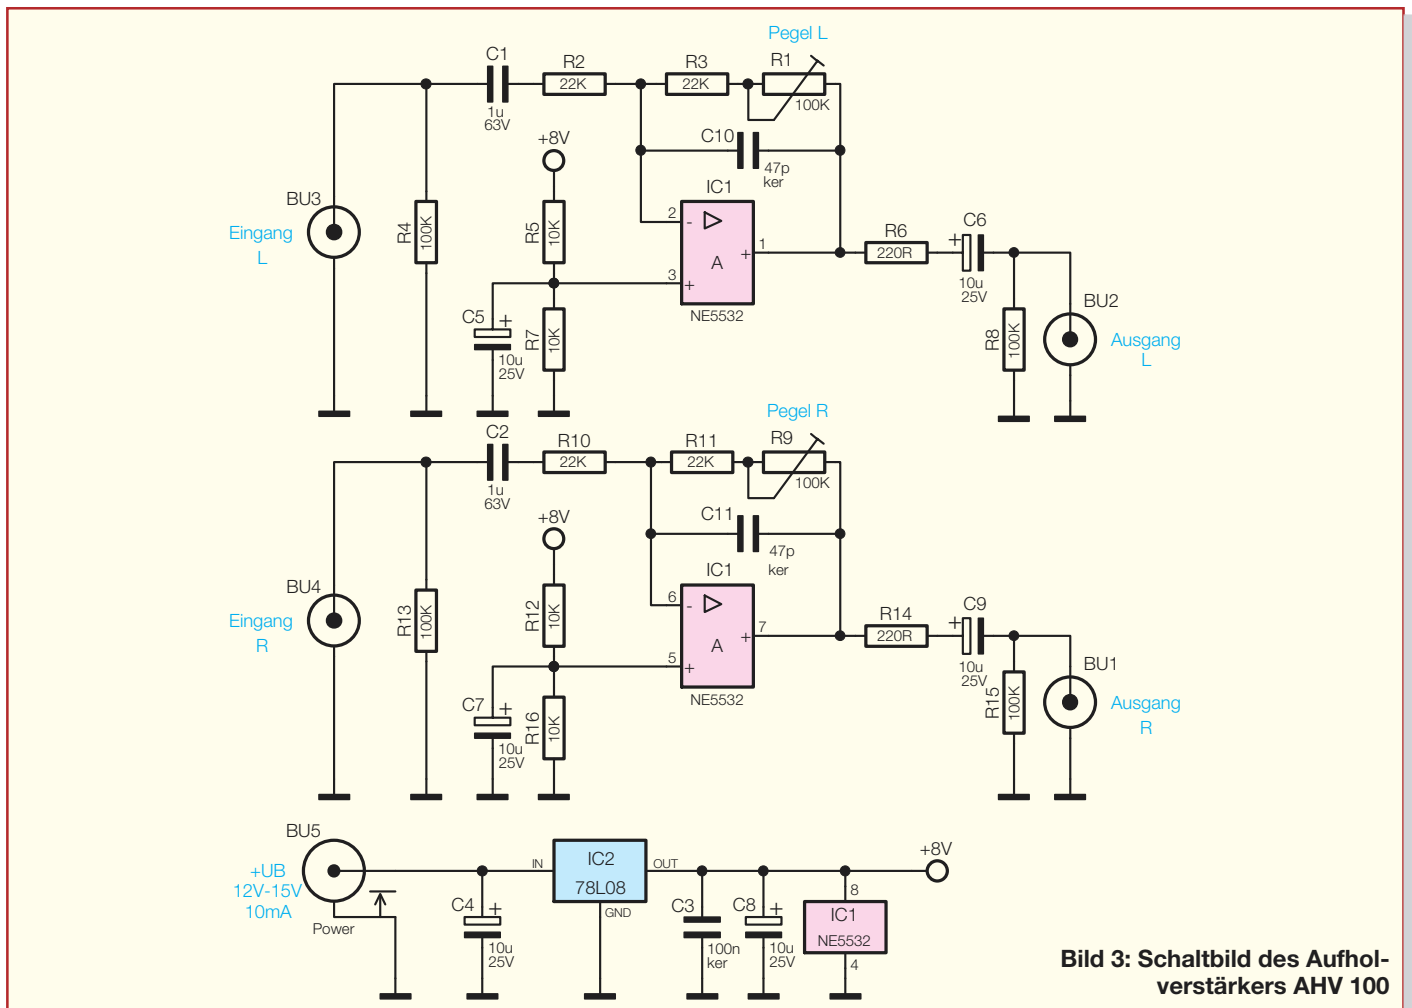 Pegel L
C1
1u
63V
R2
22K
R3
22K
R1
100K
+8V
C10
47p
ker
BU3
Eingang
L
R4
100K
R5
10K
IC1
2
-
A
+
1
3
+
NE5532
R6
220R
C6
+
10u
25V
C5
+
10u
25V
R7
10K
R8
100K
BU2
Ausgang
L
Pegel R
C2
1u
63V
R10
22K
R11
22K
R9
100K
+8V
C11
47p
ker
BU4
Eingang
R
R13
100K
R12
10K
IC1
6
-
A
+
7
5
+
NE5532
R14
220R
C9
+
10u
25V
C7
+
10u
25V
R16
10K
R15
100K
BU1
Ausgang
R
BU5
+UB
12V-15V
10mA
Power
C4
+
10u
25V
IN
IC2
78L08
OUT
GND
C3
100n
ker
C8
+
10u
25V
+8V
8
IC1
NE5532
4
Bild 3: Schaltbild des Aufhol-
verstärkers AHV 100